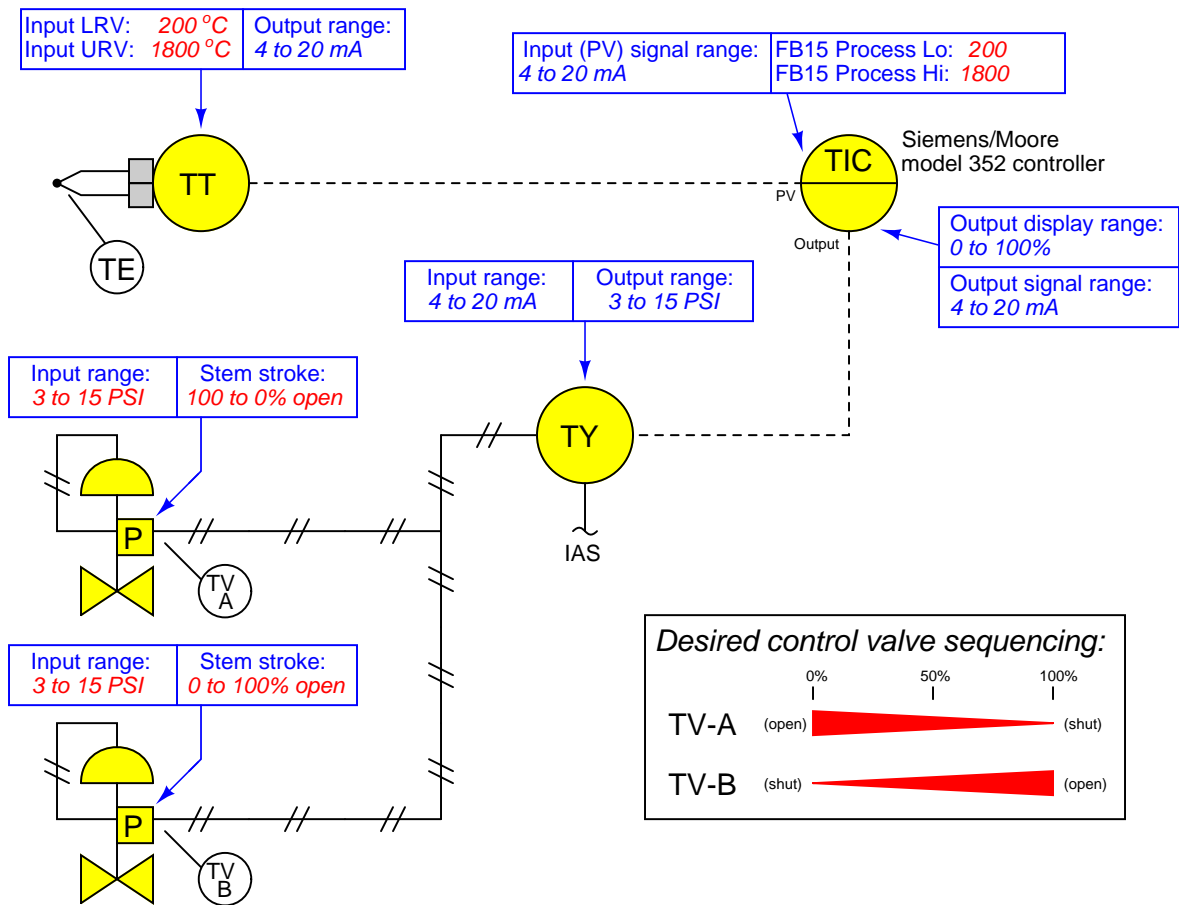 Input LRV: 200 °C
Input URV: 1800 °C
Output range:
4 to 20 mA
Input (PV) signal range:
4 to 20 mA
FB15 Process Lo: 200
FB15 Process Hi: 1800
TT
TE
TIC
PV
Output
Siemens/Moore
model 352 controller
Output display range:
0 to 100%
Output signal range:
4 to 20 mA
Input range:
4 to 20 mA
Output range:
3 to 15 PSI
TY
IAS
Input range:
3 to 15 PSI
Stem stroke:
100 to 0% open
P
TV
A
Input range:
3 to 15 PSI
Stem stroke:
0 to 100% open
P
TV
B
Desired control valve sequencing:
0% 50% 100%
TV-A (open) (shut)
TV-B (shut) (open)